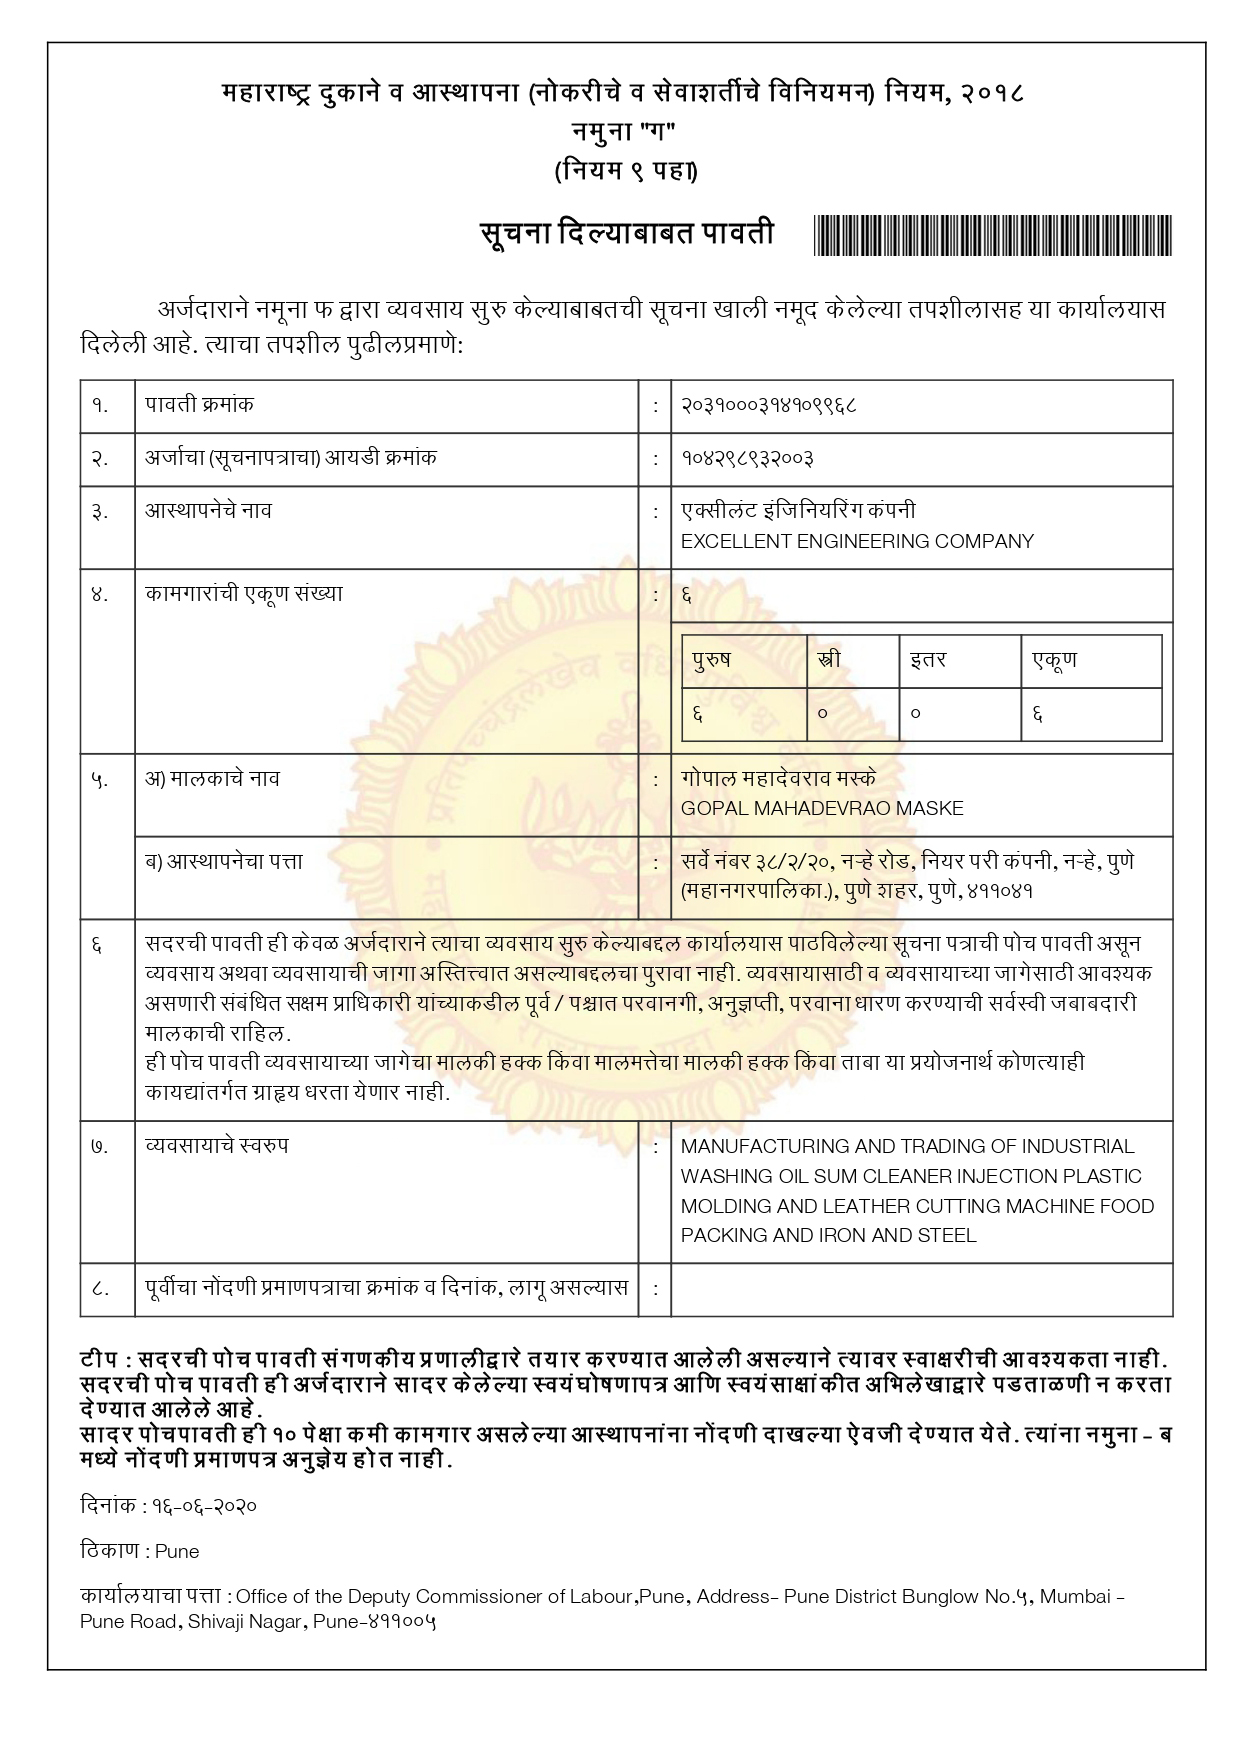 महाराष्ट्र दुकाने व आस्थापना (नोकरीचे व सेवाशर्तीचे विनियमन) नियम, २०१८
नमुना "ग"
(नियम ९ पहा)
सूचना दिल्याबाबत पावती
अर्जदाराने नमूना फ द्वारा व्यवसाय सुरु केल्याबाबतची सूचना खाली नमूद केलेल्या तपशीलासह या कार्यालयास
दिलेली आहे. त्याचा तपशील पुढीलप्रमाणे:
१. पावती क्रमांक : २०३१०००३१४१०९९६८
२. अर्जाचा (सूचनापत्राचा) आयडी क्रमांक : १०४२९८९३२००३
३. आस्थापनेचे नाव : एक्सीलंट इंजिनियरिंग कंपनी
EXCELLENT ENGINEERING COMPANY
४. कामगारांची एकूण संख्या : ६
पुरुष स्त्री इतर एकूण
६ ० ० ६
५. अ) मालकाचे नाव : गोपाल महादेवराव मस्के
GOPAL MAHADEVRAO MASKE
ब) आस्थापनेचा पत्ता : सर्वे नंबर ३८/२/२०, नऱ्हे रोड, नियर परी कंपनी, नऱ्हे, पुणे
(महानगरपालिका.), पुणे शहर, पुणे, ४११०४१
६ सदरची पावती ही केवळ अर्जदाराने त्याचा व्यवसाय सुरु केल्याबद्दल कार्यालयास पाठविलेल्या सूचना पत्राची पोच पावती असून
व्यवसाय अथवा व्यवसायाची जागा अस्तित्त्वात असल्याबद्दलचा पुरावा नाही. व्यवसायासाठी व व्यवसायाच्या जागेसाठी आवश्यक
असणारी संबंधित सक्षम प्राधिकारी यांच्याकडील पूर्व / पश्चात परवानगी, अनुज्ञप्ती, परवाना धारण करण्याची सर्वस्वी जबाबदारी
मालकाची राहिल.
ही पोच पावती व्यवसायाच्या जागेचा मालकी हक्क किंवा मालमत्तेचा मालकी हक्क किंवा ताबा या प्रयोजनार्थ कोणत्याही
कायद्यांतर्गत ग्राहृय धरता येणार नाही.
७. व्यवसायाचे स्वरुप : MANUFACTURING AND TRADING OF INDUSTRIAL
WASHING OIL SUM CLEANER INJECTION PLASTIC
MOLDING AND LEATHER CUTTING MACHINE FOOD
PACKING AND IRON AND STEEL
८. पूर्वीचा नोंदणी प्रमाणपत्राचा क्रमांक व दिनांक, लागू असल्यास :
टीप : सदरची पोच पावती संगणकीय प्रणालीद्वारे तयार करण्यात आलेली असल्याने त्यावर स्वाक्षरीची आवश्यकता नाही.
सदरची पोच पावती ही अर्जदाराने सादर केलेल्या स्वयंघोषणापत्र आणि स्वयंसाक्षांकीत अभिलेखाद्वारे पडताळणी न करता
देण्यात आलेले आहे.
सादर पोचपावती ही १० पेक्षा कमी कामगार असलेल्या आस्थापनांना नोंदणी दाखल्या ऐवजी देण्यात येते. त्यांना नमुना - ब
मध्ये नोंदणी प्रमाणपत्र अनुज्ञेय होत नाही.
दिनांक : १६-०६-२०२०
ठिकाण : Pune
कार्यालयाचा पत्ता : Office of the Deputy Commissioner of Labour,Pune, Address- Pune District Bunglow No.५, Mumbai -
Pune Road, Shivaji Nagar, Pune-४११००५